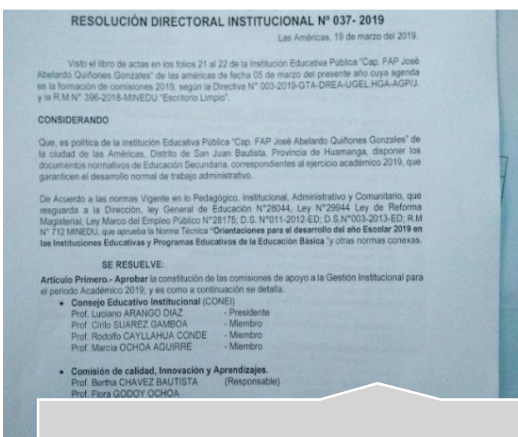 RESOLUCIÓN DIRECTORAL INSTITUCIONAL Nº 037- 2019
Las Américas, 19 de marzo del 2019.
Visto el libro de actas en los folios 21 al 22 de la Institución Educativa Pública "Cap. FAP José
Abelardo Quiñones Gonzales" de las américas de fecha 05 de marzo del presente año cuya agenda
es la formación de comisiones 2019, según la Directiva N° 003-2019-GTA-DREA-UGEL.HGA-AGP/J.
y la R.M N° 396-2018-MINEDU "Escritorio Limpio".
CONSIDERANDO
Que, es política de la institución Educativa Pública "Cap. FAP José Abelardo Quiñones Gonzales" de
la ciudad de las Américas, Distrito de San Juan Bautista, Provincia de Huamanga, disponer los
documentos normativos de Educación Secundaria, correspondientes al ejercicio académico 2019, que
garanticen el desarrollo normal de trabajo administrativo.
De Acuerdo a las normas Vigente en lo Pedagógico, Institucional, Administrativo y Comunitario, que
resguarda a la Dirección, ley General de Educación N°28044, Ley N°29944 Ley de Reforma
Magisterial; Ley Marco del Empleo Público N°28175; D.S. N°011-2012-ED; D.S.N°003-2013-ED; R.M
N° 712 MINEDU, que aprueba la Norma Técnica "Orientaciones para el desarrollo del año Escolar 2019 en
las Instituciones Educativas y Programas Educativos de la Educación Básica "y otras normas conexas.
SE RESUELVE:
Artículo Primero.- Aprobar la constitución de las comisiones de apoyo a la Gestión Institucional para
el periodo Académico 2019; y es como a continuación se detalla.
• Consejo Educativo Institucional (CONEI)
Prof. Luciano ARANGO DIAZ - Presidente
Prof. Cirilo SUAREZ GAMBOA - Miembro
Prof. Rodolfo CAYLLAHUA CONDE - Miembro
Prof. Marcia OCHOA AGUIRRE - Miembro
• Comisión de calidad, Innovación y Aprendizajes.
Prof. Bertha CHAVEZ BAUTISTA (Responsable)
Prof. Flora GODOY OCHOA